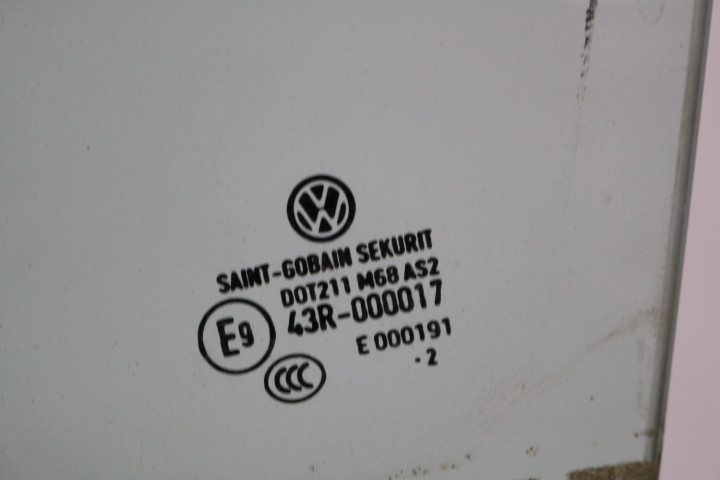 SAINT-GOBAIN SEKURIT
DOT211 M68 AS2
E9 43R-000017
E 000191
CCC · 2